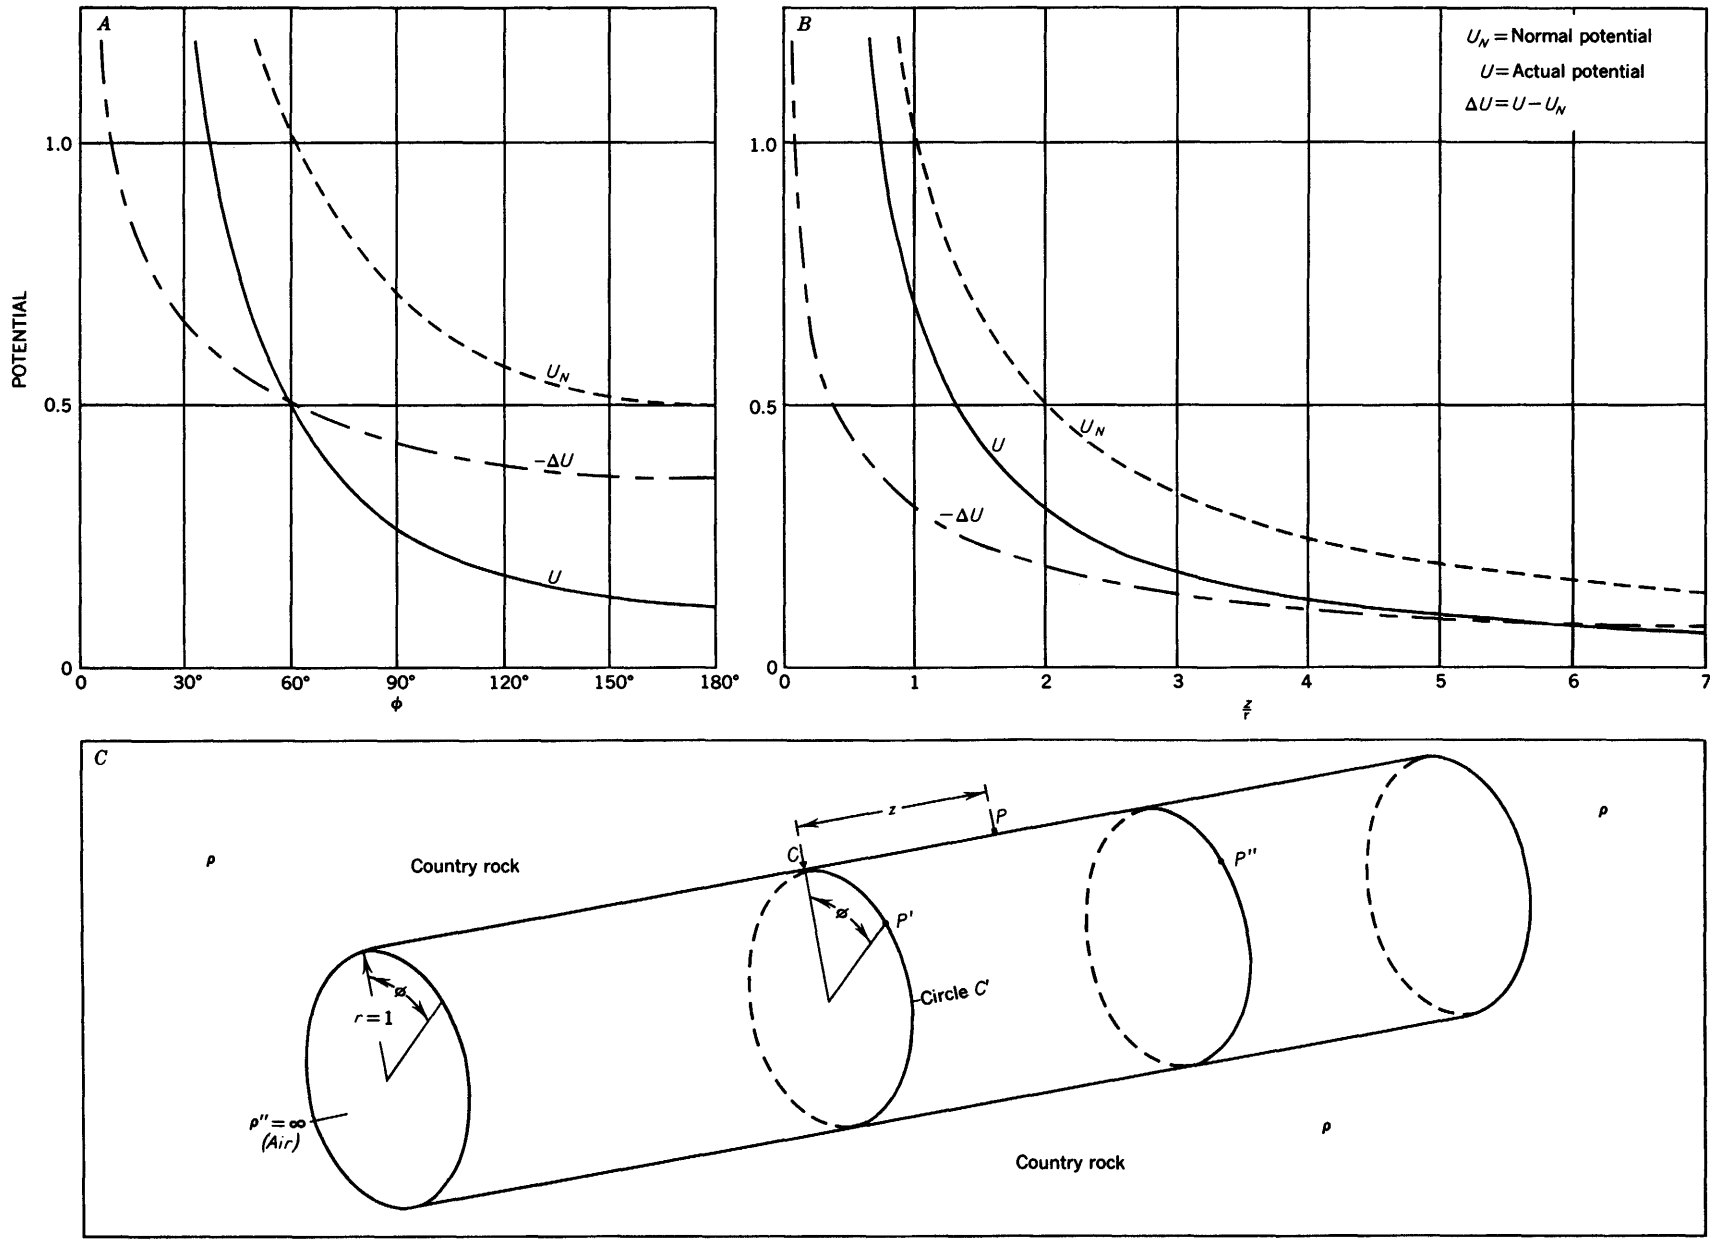 A
POTENTIAL
1.0
0.5
0
U_N
-ΔU
U
0 30° 60° 90° 120° 150° 180°
ϕ
B
U_N = Normal potential
U = Actual potential
ΔU = U − U_N
1.0
0.5
0
U_N
U
-ΔU
0 1 2 3 4 5 6 7
z/r
C
ρ
Country rock
z
P
C
ρ
P"
ø
P'
Circle C'
ø
r = 1
ρ" = ∞
(Air)
ρ
Country rock